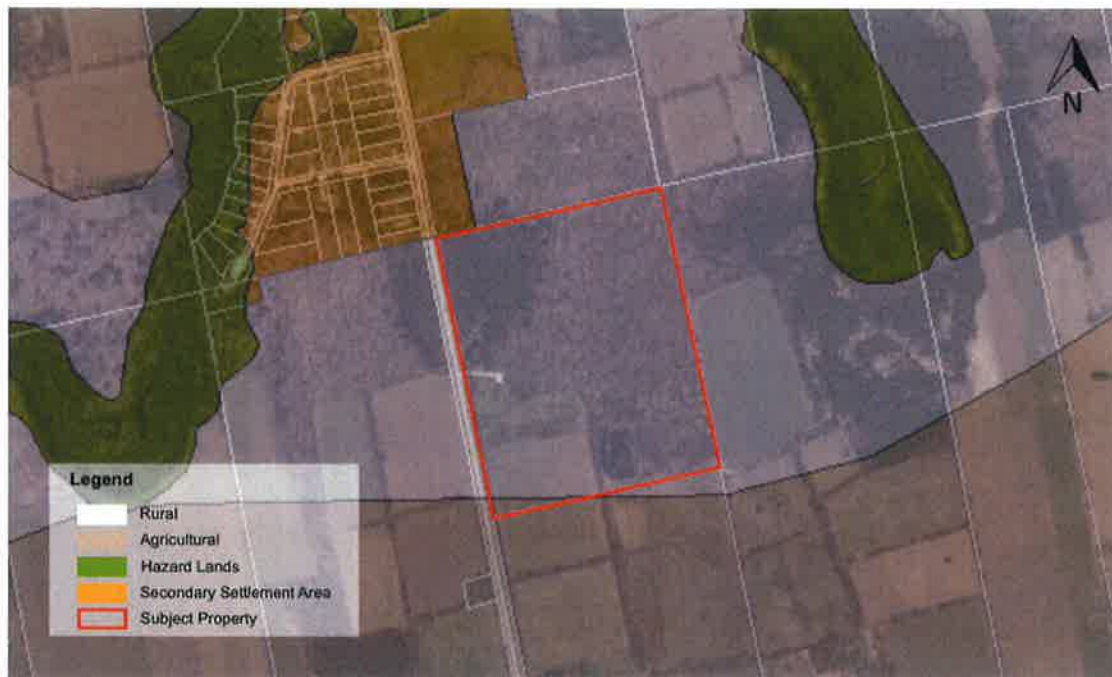 N
Legend
Rural
Agricultural
Hazard Lands
Secondary Settlement Area
Subject Property